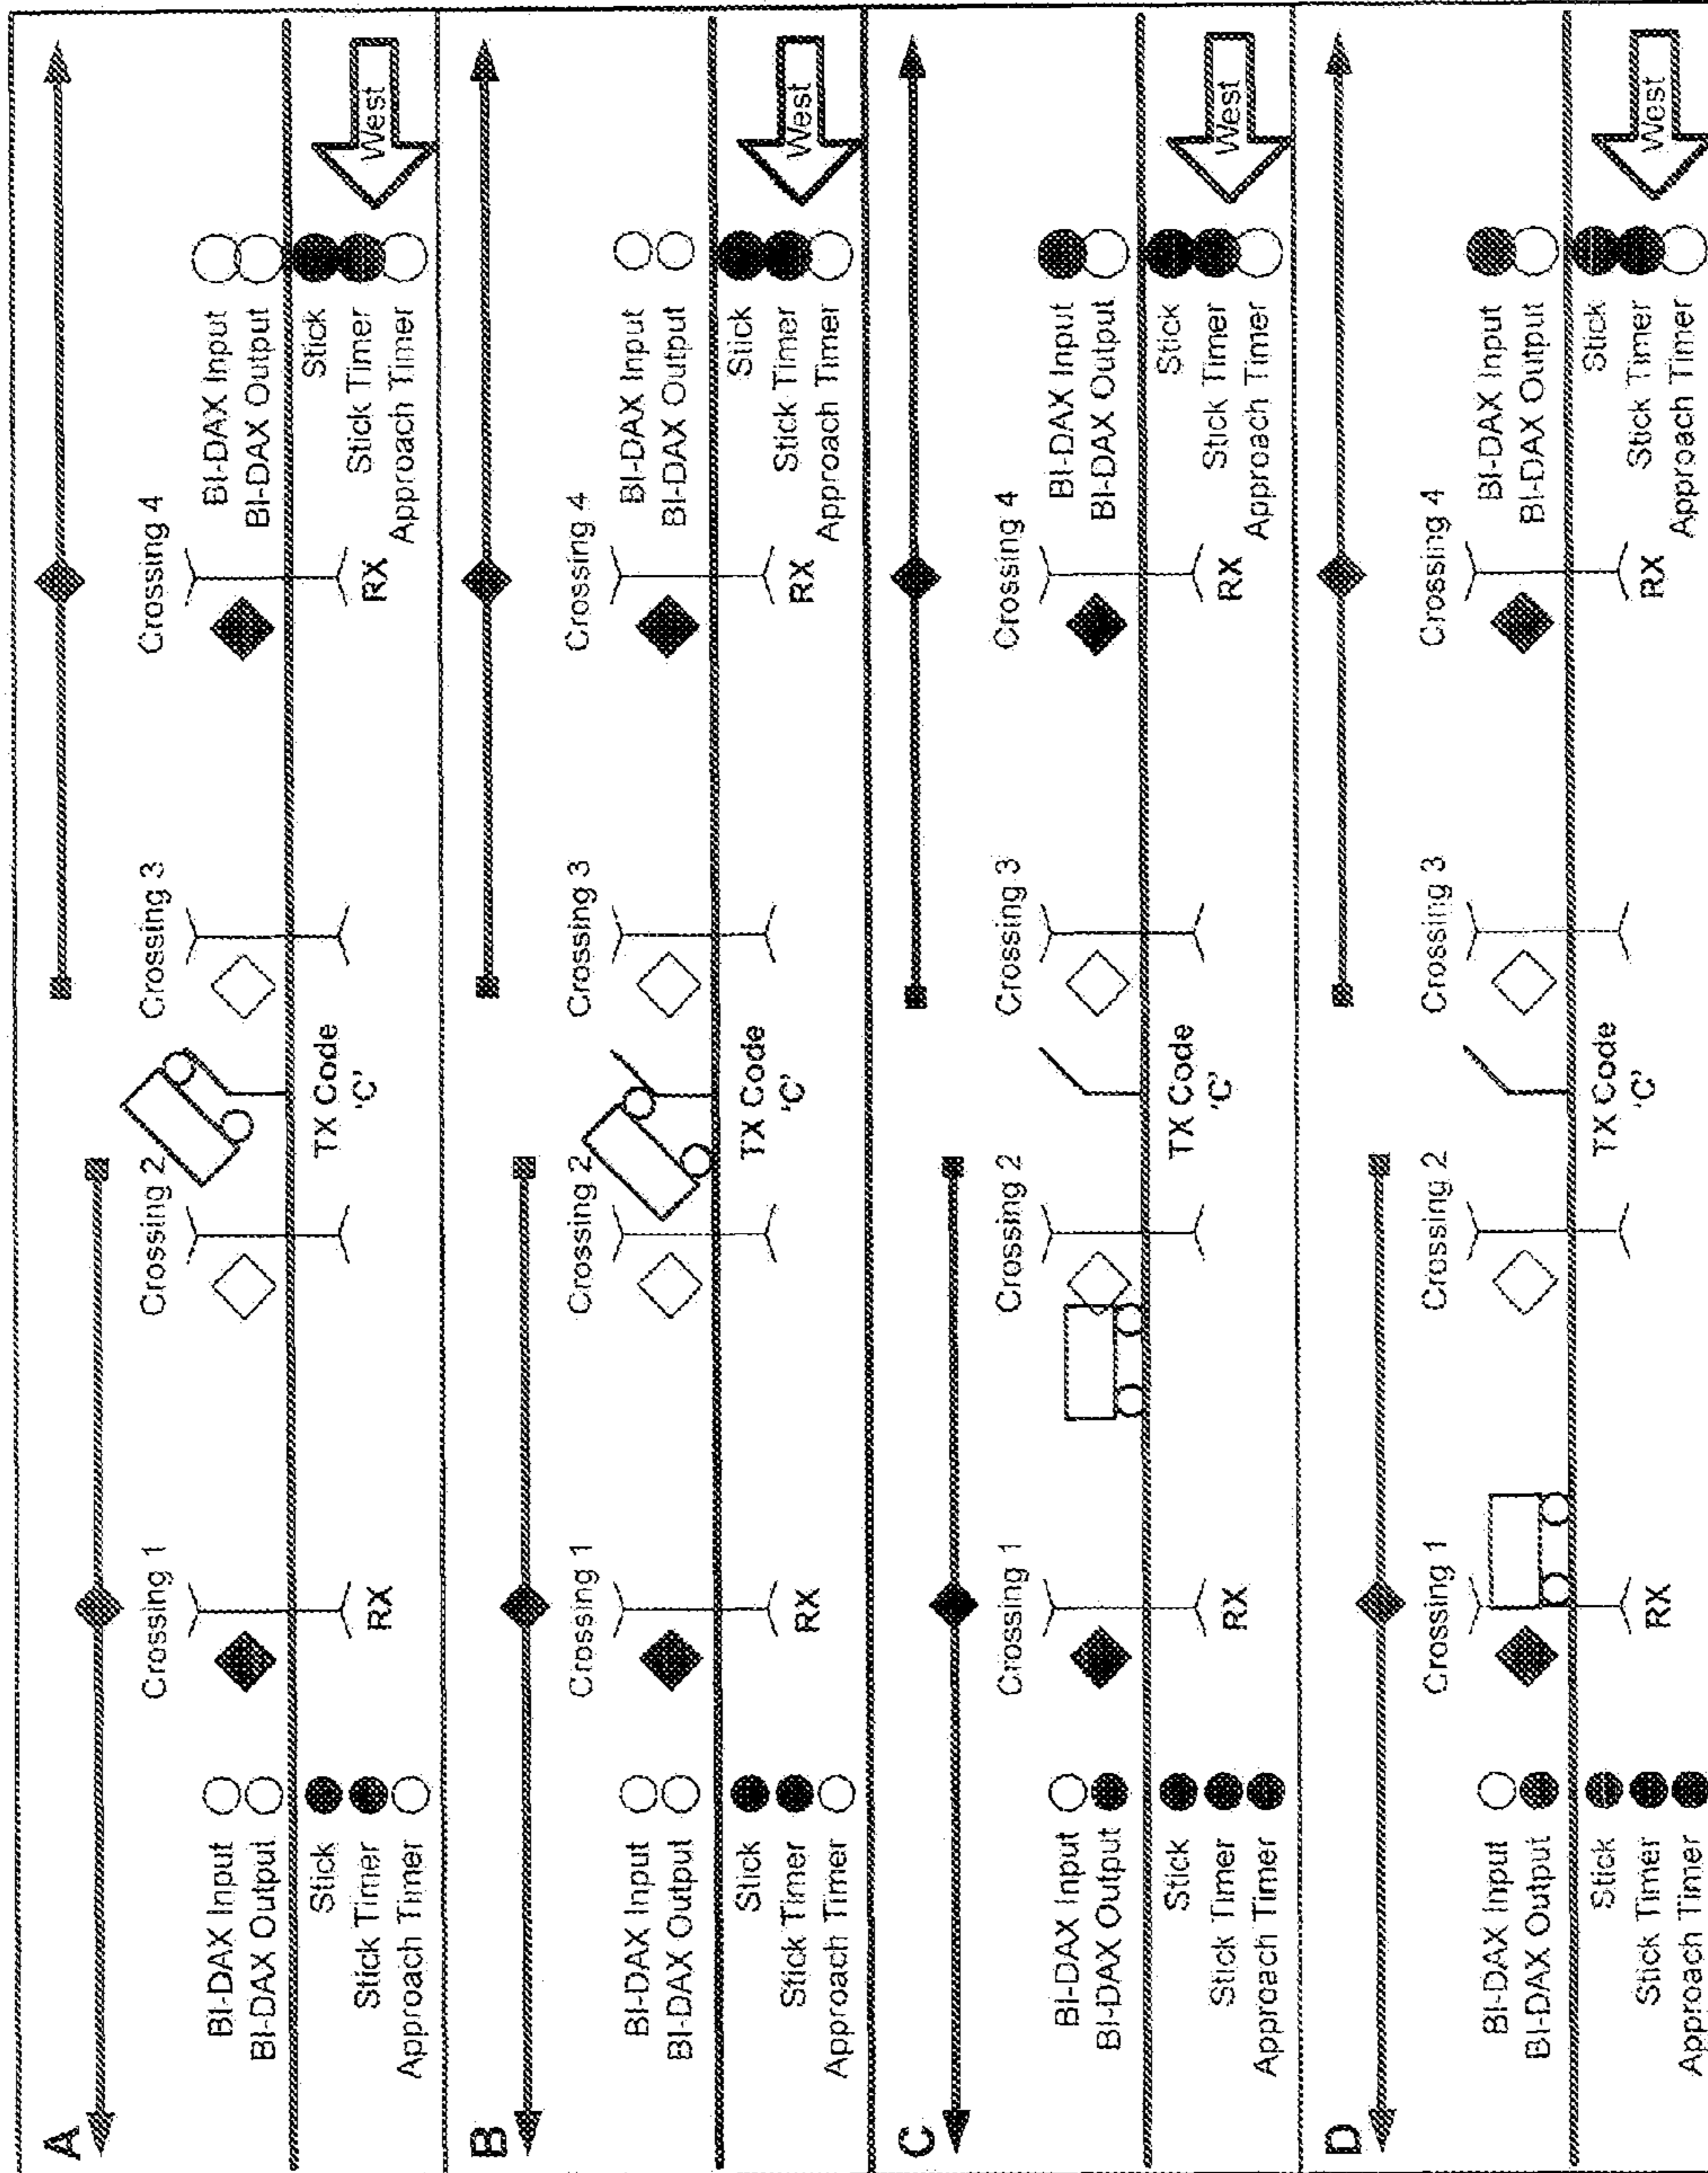 A
Crossing 1
Crossing 2
Crossing 3
Crossing 4
BI-DAX Input
BI-DAX Output
BI-DAX Input
BI-DAX Output
Stick
Stick Timer
Approach Timer
RX
TX Code
'C'
RX
Stick
Stick Timer
Approach Timer
West
B
Crossing 1
Crossing 2
Crossing 3
Crossing 4
BI-DAX Input
BI-DAX Output
BI-DAX Input
BI-DAX Output
Stick
Stick Timer
Approach Timer
RX
TX Code
'C'
RX
Stick
Stick Timer
Approach Timer
West
C
Crossing 1
Crossing 2
Crossing 3
Crossing 4
BI-DAX Input
BI-DAX Output
BI-DAX Input
BI-DAX Output
Stick
Stick Timer
Approach Timer
RX
TX Code
'C'
RX
Stick
Stick Timer
Approach Timer
West
D
Crossing 1
Crossing 2
Crossing 3
Crossing 4
BI-DAX Input
BI-DAX Output
BI-DAX Input
BI-DAX Output
Stick
Stick Timer
Approach Timer
RX
TX Code
'C'
RX
Stick
Stick Timer
Approach Timer
West